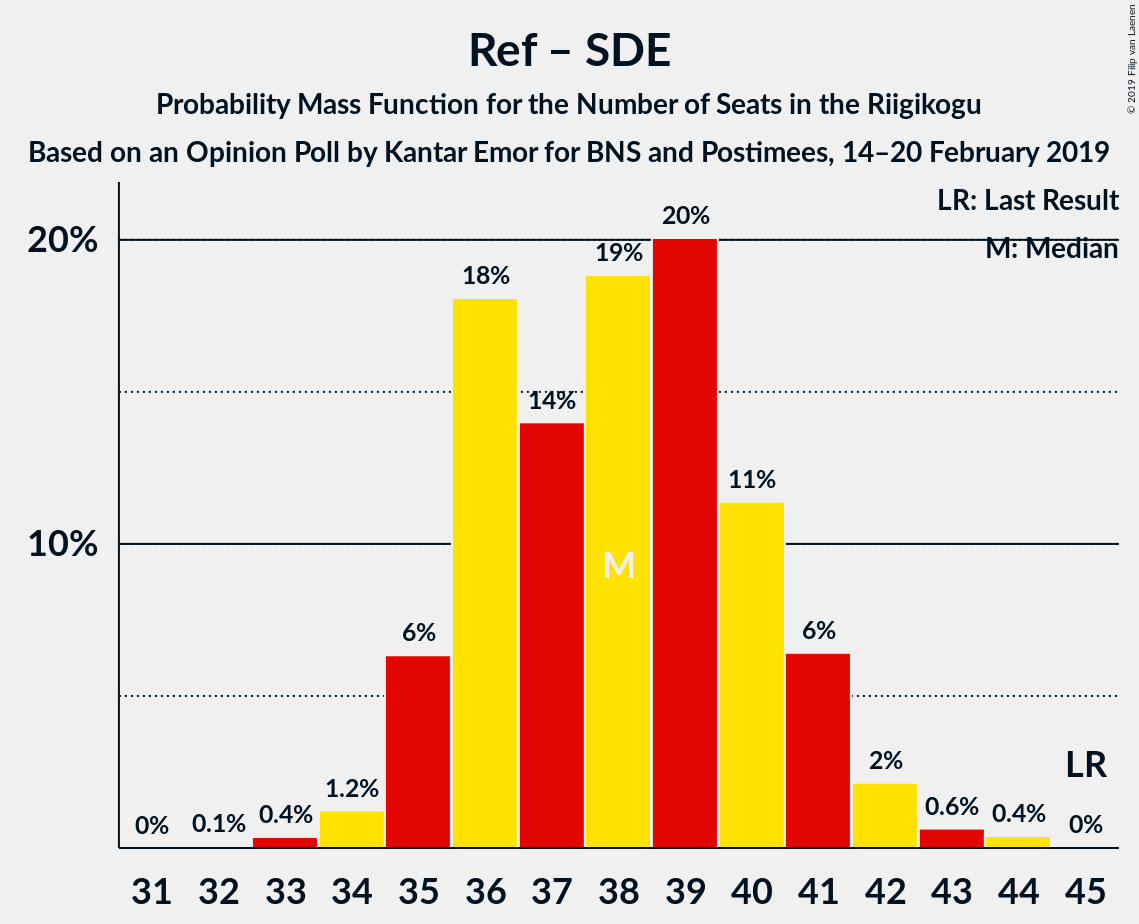 Ref – SDE
Probability Mass Function for the Number of Seats in the Riigikogu
Based on an Opinion Poll by Kantar Emor for BNS and Postimees, 14–20 February 2019
© 2019 Filip van Laenen
LR: Last Result
M: Median
20%
10%
0%
0.1%
0.4%
1.2%
6%
18%
14%
19%
20%
11%
6%
2%
0.6%
0.4%
0%
M
LR
31 32 33 34 35 36 37 38 39 40 41 42 43 44 45